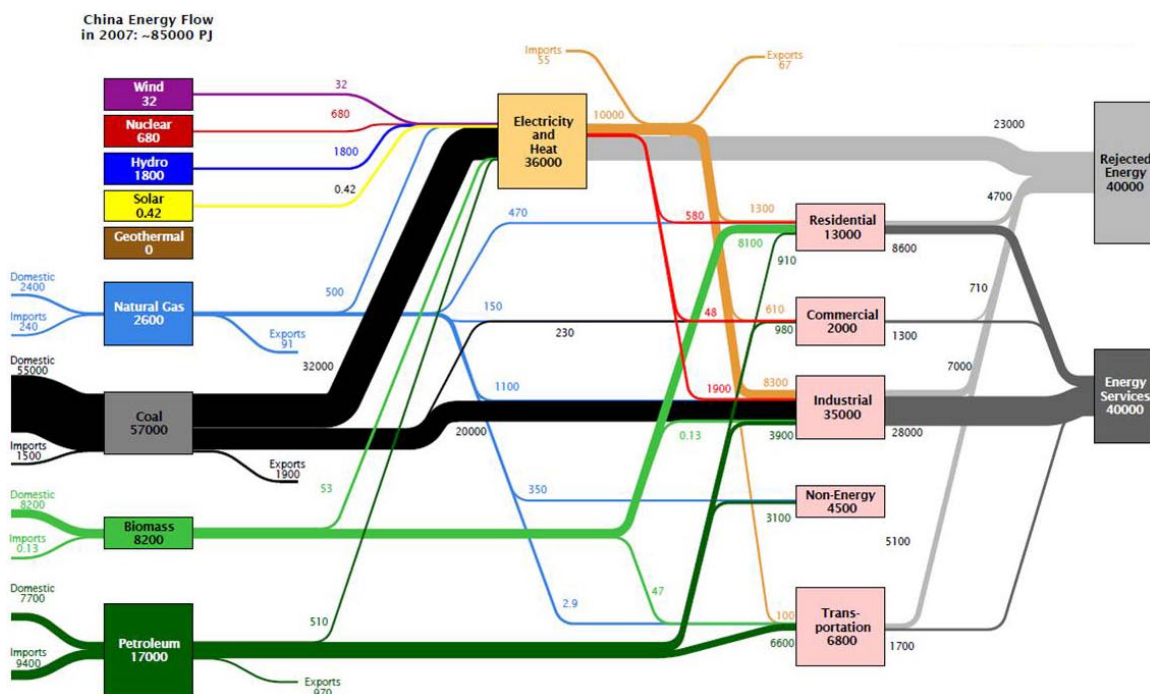 China Energy Flow
in 2007: ~85000 PJ
Imports
55
Exports
67
Wind
32
32
Nuclear
680
680
Hydro
1800
1800
Solar
0.42
0.42
Geothermal
0
Electricity
and
Heat
36000
10000
23000
Rejected
Energy
40000
Domestic
2400
Imports
240
Natural Gas
2600
Exports
91
500
470
150
230
580
1300
8100
910
Residential
13000
4700
8600
48
610
980
Commercial
2000
710
1300
Domestic
55000
Imports
1500
Coal
57000
Exports
1900
32000
1100
20000
1900
8300
0.13
3900
Industrial
35000
7000
28000
Energy
Services
40000
Domestic
8200
Imports
0.13
Biomass
8200
53
350
3100
Non-Energy
4500
5100
Domestic
7700
Imports
9400
Petroleum
17000
Exports
970
510
2.9
47
100
6600
Trans-
portation
6800
1700